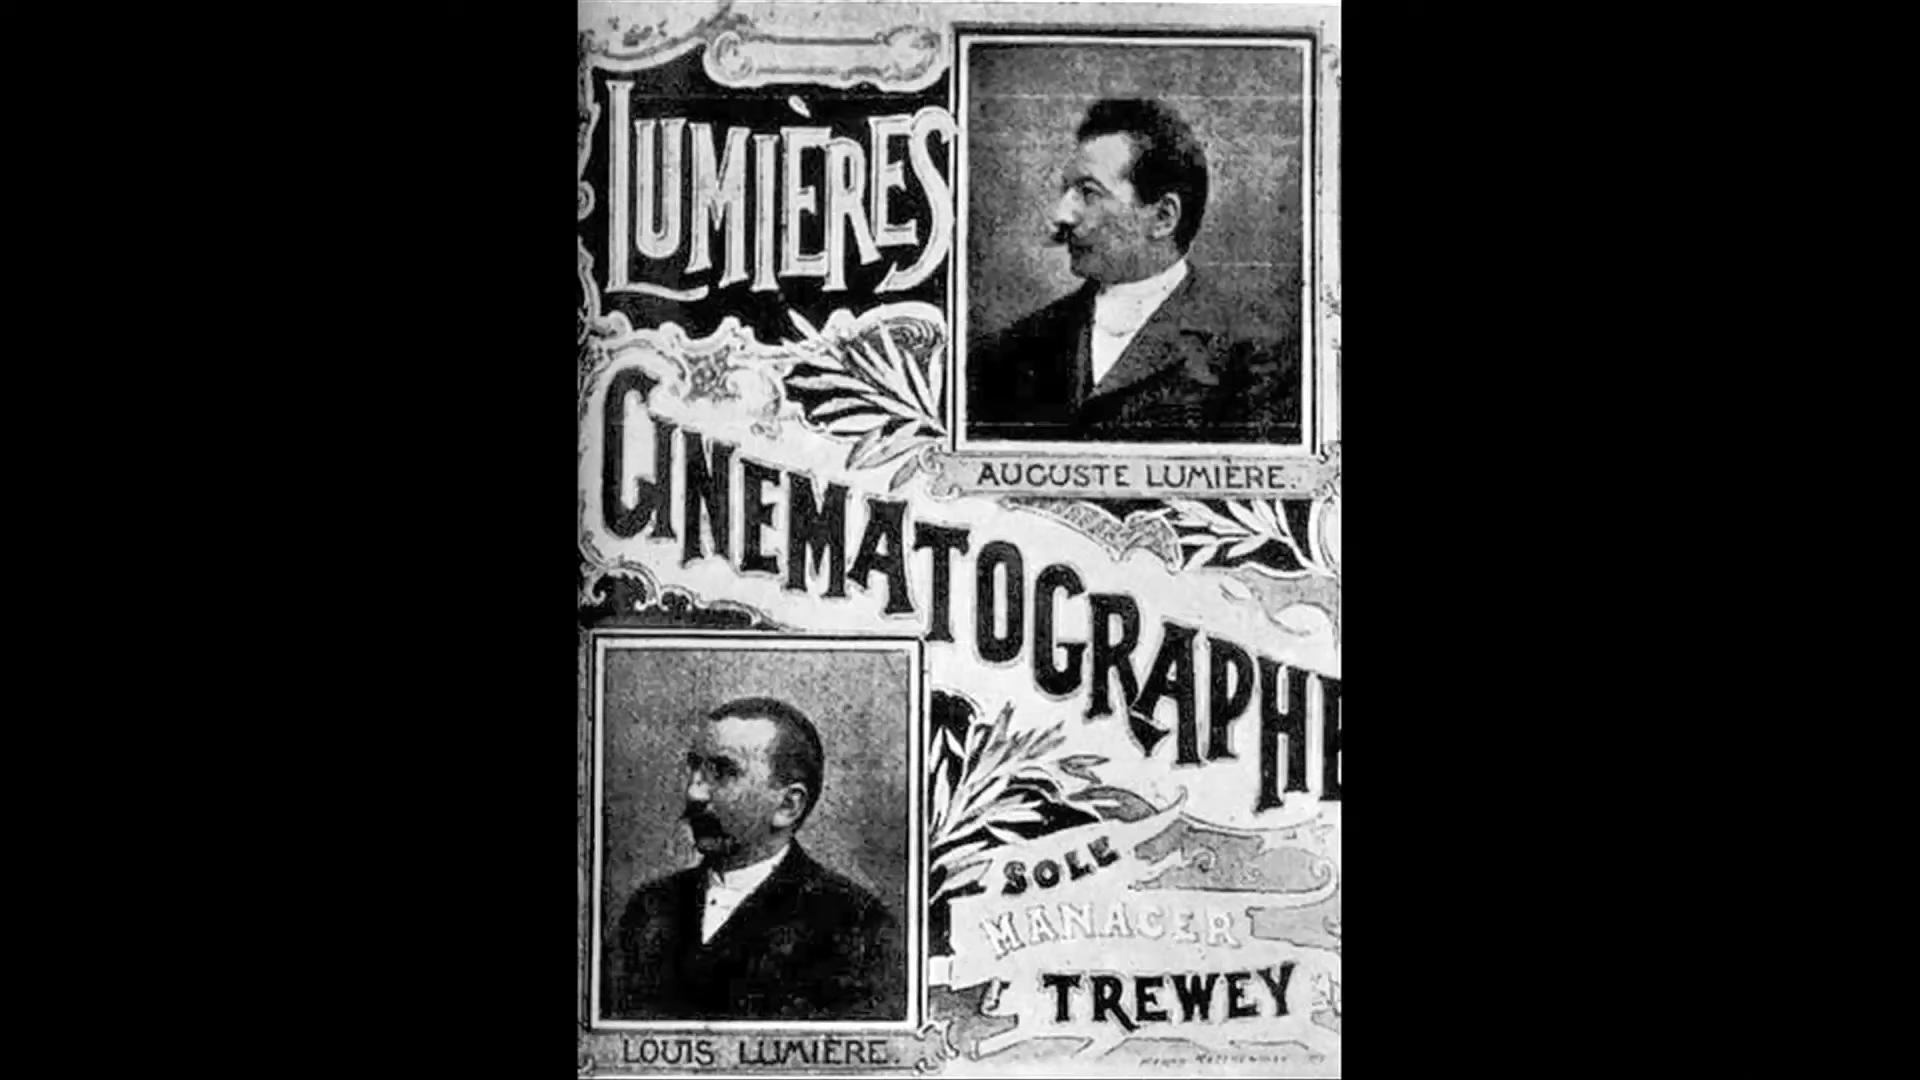 LUMIÈRES
AUGUSTE LUMIÈRE.
CINEMATOGRAPHE
LOUIS LUMIÈRE.
SOLE
MANAGER
TREWEY